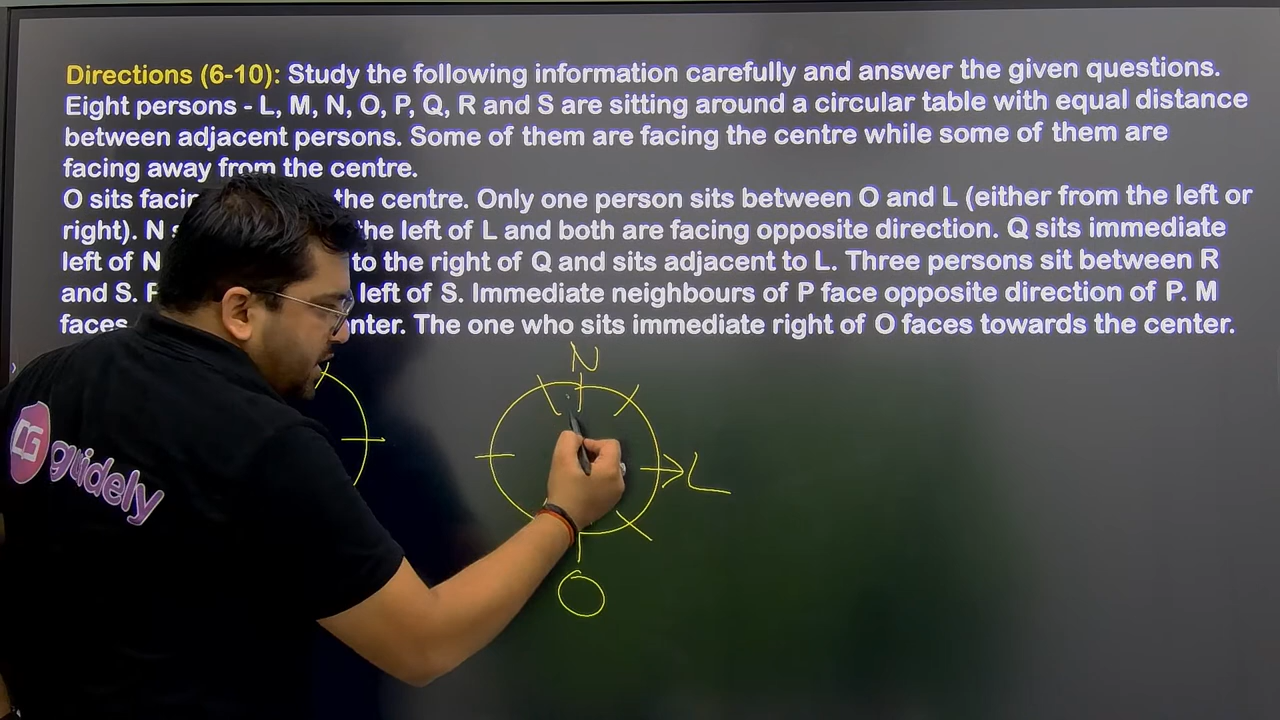 Directions (6-10): Study the following information carefully and answer the given questions.
Eight persons - L, M, N, O, P, Q, R and S are sitting around a circular table with equal distance
between adjacent persons. Some of them are facing the centre while some of them are
facing away from the centre.
O sits the centre. Only one person sits between O and L (either from the left or
right). N the left of L and both are facing opposite direction. Q sits immediate
left of N to the right of Q and sits adjacent to L. Three persons sit between R
and S. left of S. Immediate neighbours of P face opposite direction of P. M
faces The one who sits immediate right of O faces towards the center.
N
L
O
guidely